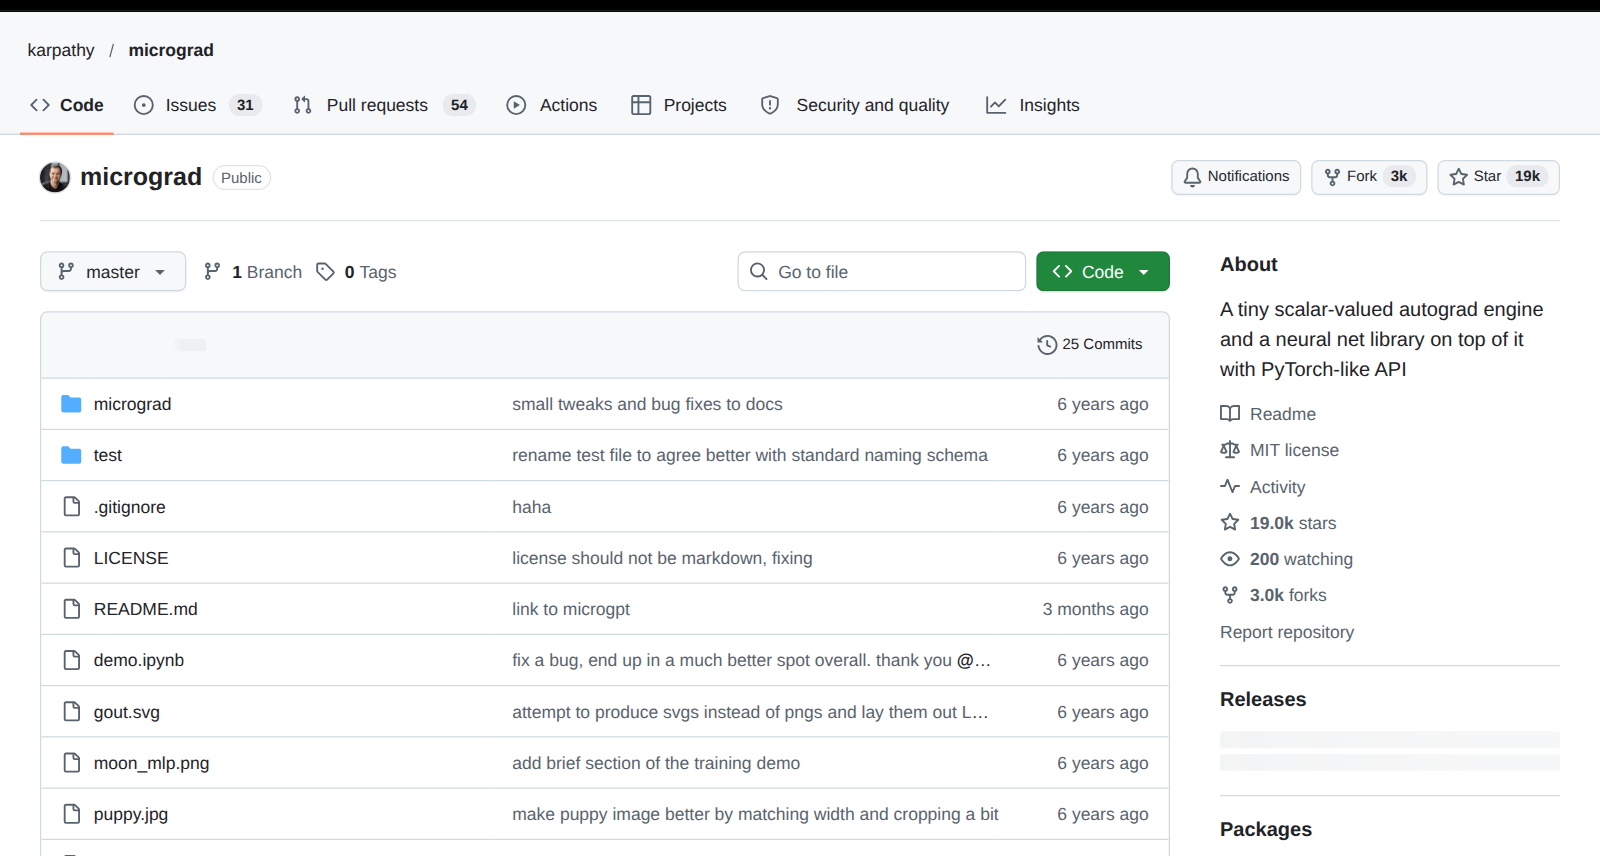 karpathy / micrograd
Code Issues 31 Pull requests 54 Actions Projects Security and quality Insights
micrograd Public Notifications Fork 3k Star 19k
master 1 Branch 0 Tags Go to file Code
25 Commits
micrograd small tweaks and bug fixes to docs 6 years ago
test rename test file to agree better with standard naming schema 6 years ago
.gitignore haha 6 years ago
LICENSE license should not be markdown, fixing 6 years ago
README.md link to microgpt 3 months ago
demo.ipynb fix a bug, end up in a much better spot overall. thank you @… 6 years ago
gout.svg attempt to produce svgs instead of pngs and lay them out L… 6 years ago
moon_mlp.png add brief section of the training demo 6 years ago
puppy.jpg make puppy image better by matching width and cropping a bit 6 years ago
About
A tiny scalar-valued autograd engine
and a neural net library on top of it
with PyTorch-like API
Readme
MIT license
Activity
19.0k stars
200 watching
3.0k forks
Report repository
Releases
Packages